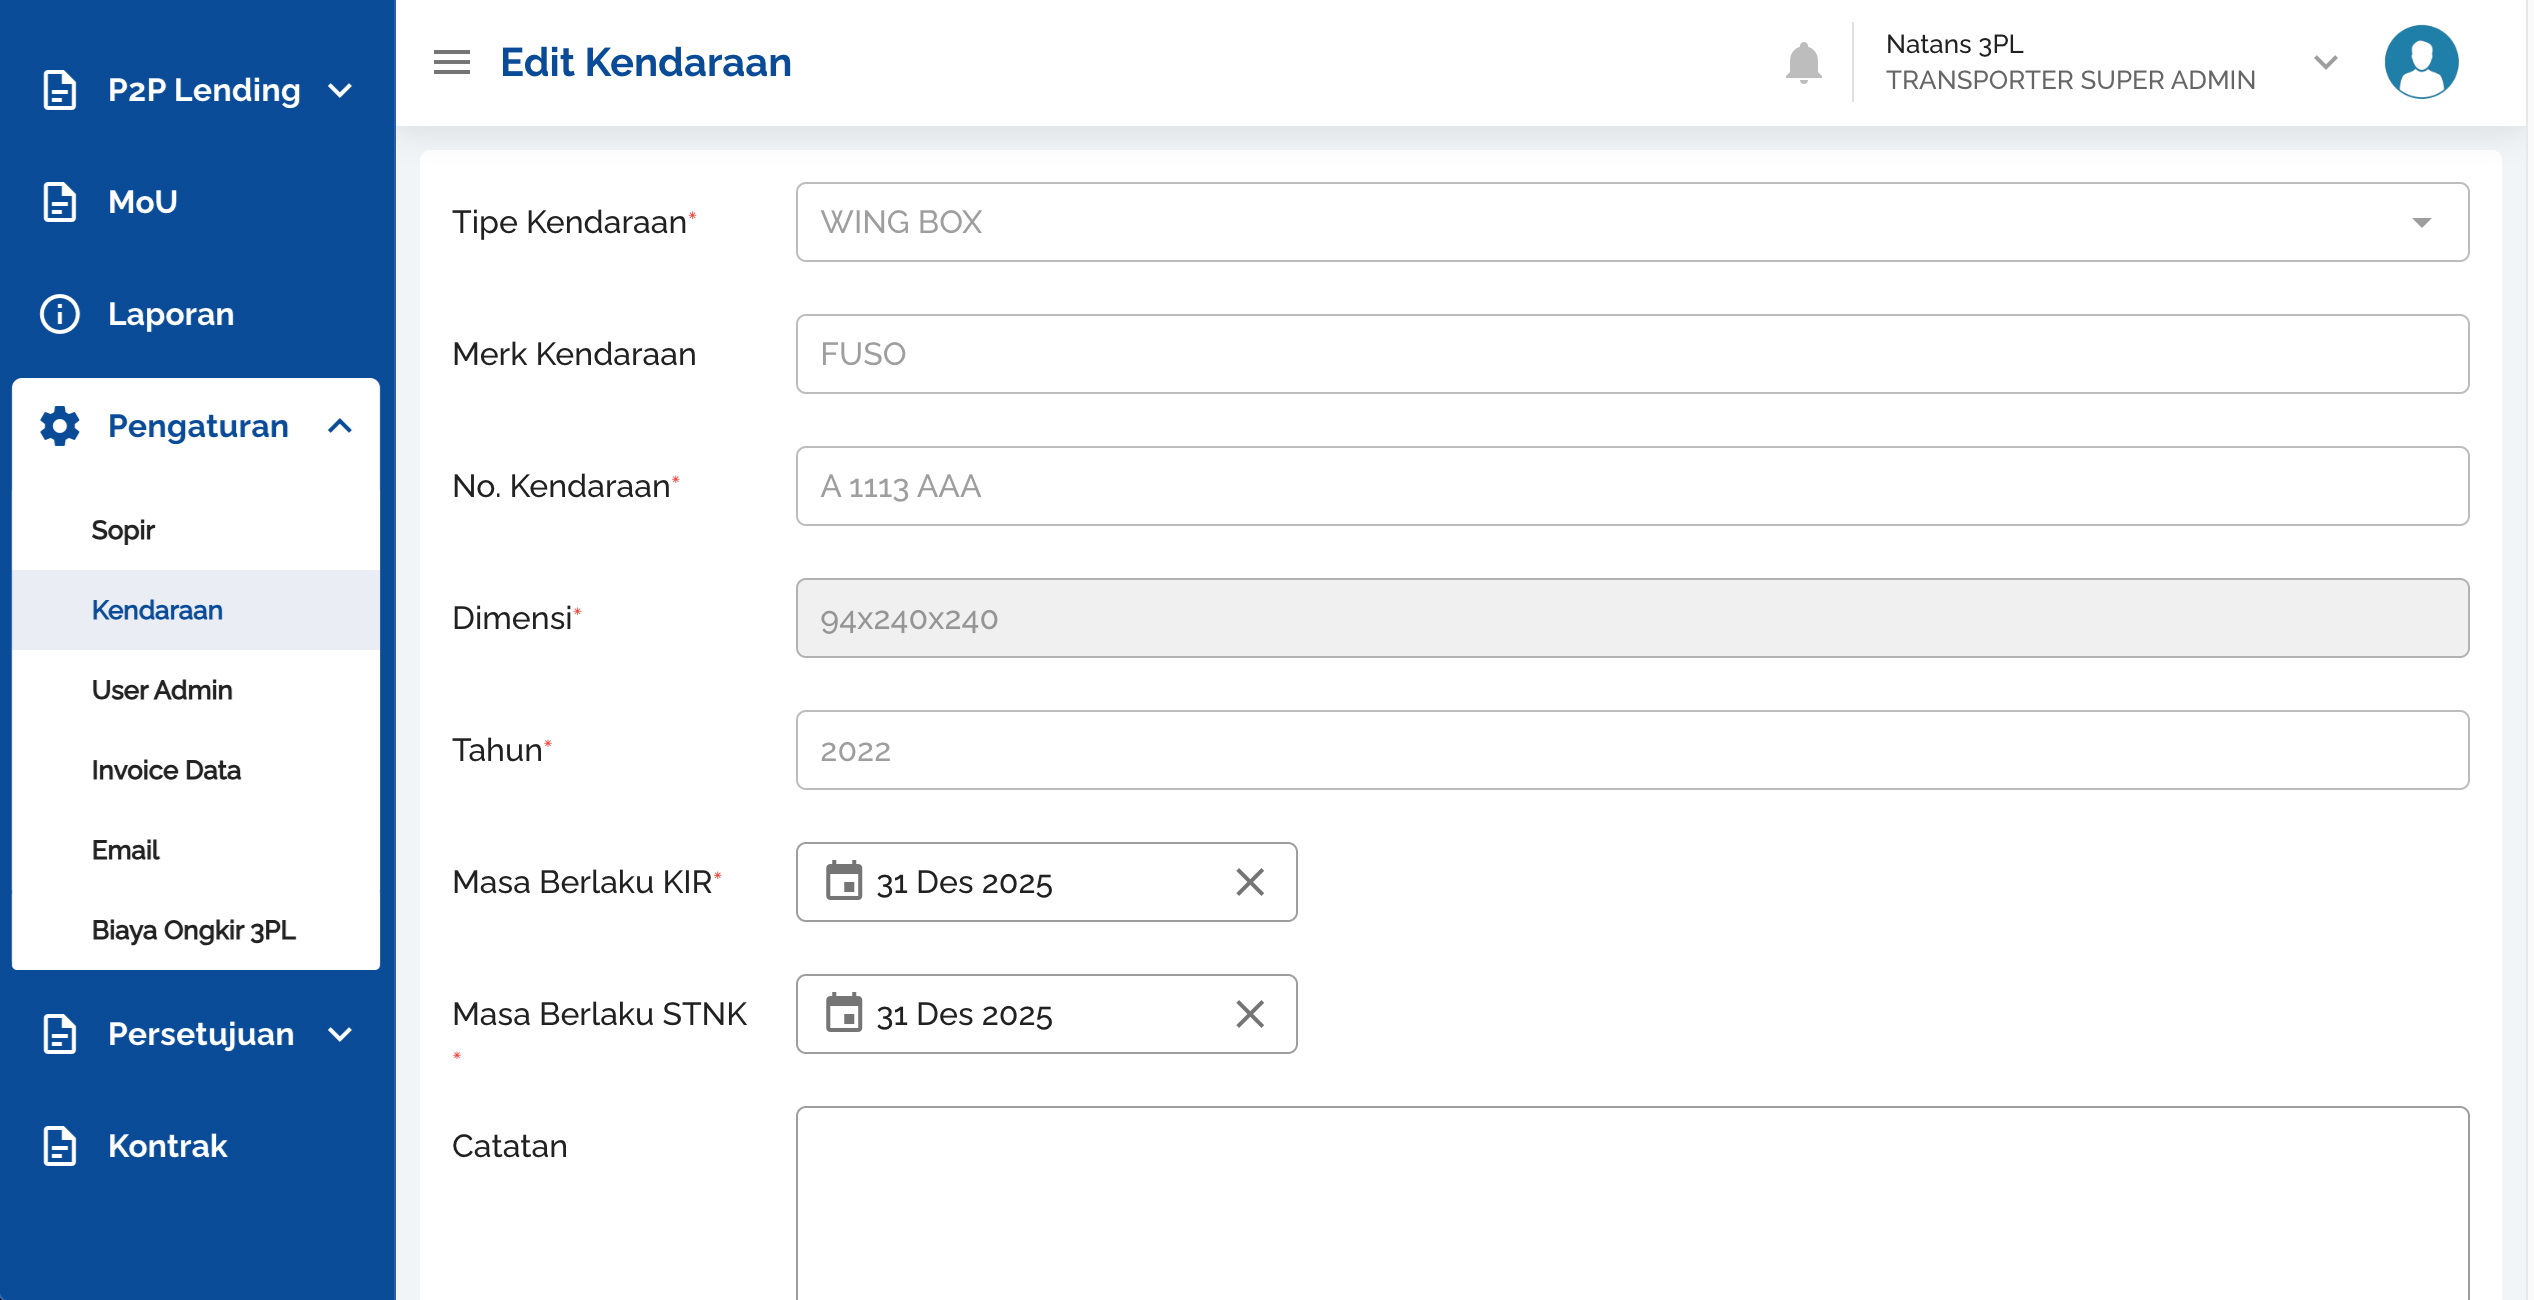 P2P Lending
MoU
Laporan
Pengaturan
Sopir
Kendaraan
User Admin
Invoice Data
Email
Biaya Ongkir 3PL
Persetujuan
Kontrak
Edit Kendaraan
Natans 3PL
TRANSPORTER SUPER ADMIN
Tipe Kendaraan*
WING BOX
Merk Kendaraan
FUSO
No. Kendaraan*
A 1113 AAA
Dimensi*
94x240x240
Tahun*
2022
Masa Berlaku KIR*
31 Des 2025
Masa Berlaku STNK
*
31 Des 2025
Catatan